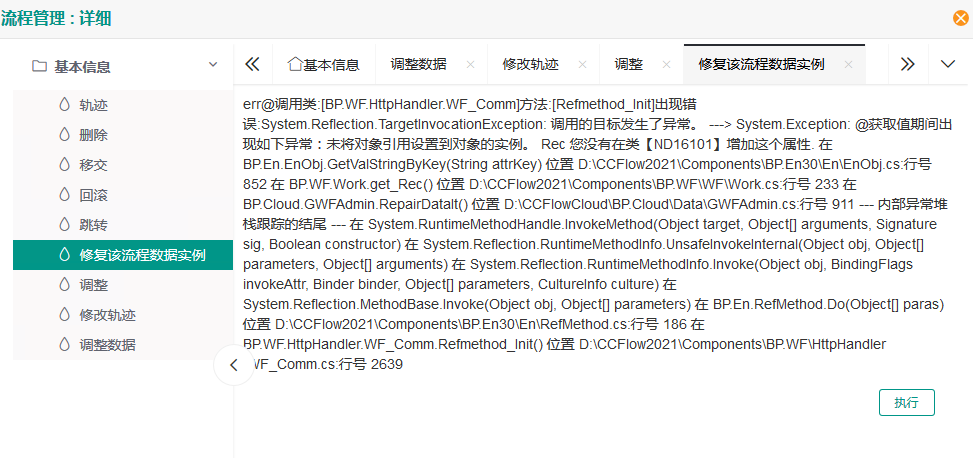 流程管理 : 详细
基本信息
轨迹
删除
移交
回滚
跳转
修复该流程数据实例
调整
修改轨迹
调整数据
基本信息
调整数据
修改轨迹
调整
修复该流程数据实例
err@调用类:[BP.WF.HttpHandler.WF_Comm]方法:[Refmethod_Init]出现错
误:System.Reflection.TargetInvocationException: 调用的目标发生了异常。 ---> System.Exception: @获取值期间出
现如下异常：未将对象引用设置到对象的实例。 Rec 您没有在类【ND16101】增加这个属性. 在
BP.En.EnObj.GetValStringByKey(String attrKey) 位置 D:\CCFlow2021\Components\BP.En30\En\EnObj.cs:行号
852 在 BP.WF.Work.get_Rec() 位置 D:\CCFlow2021\Components\BP.WF\WF\Work.cs:行号 233 在
BP.Cloud.GWFAdmin.RepairDataIt() 位置 D:\CCFlowCloud\BP.Cloud\Data\GWFAdmin.cs:行号 911 --- 内部异常堆
栈跟踪的结尾 --- 在 System.RuntimeMethodHandle.InvokeMethod(Object target, Object[] arguments, Signature
sig, Boolean constructor) 在 System.Reflection.RuntimeMethodInfo.UnsafeInvokeInternal(Object obj, Object[]
parameters, Object[] arguments) 在 System.Reflection.RuntimeMethodInfo.Invoke(Object obj, BindingFlags
invokeAttr, Binder binder, Object[] parameters, CultureInfo culture) 在
System.Reflection.MethodBase.Invoke(Object obj, Object[] parameters) 在 BP.En.RefMethod.Do(Object[] paras)
位置 D:\CCFlow2021\Components\BP.En30\En\RefMethod.cs:行号 186 在
BP.WF.HttpHandler.WF_Comm.Refmethod_Init() 位置 D:\CCFlow2021\Components\BP.WF\HttpHandler
WF_Comm.cs:行号 2639
执行